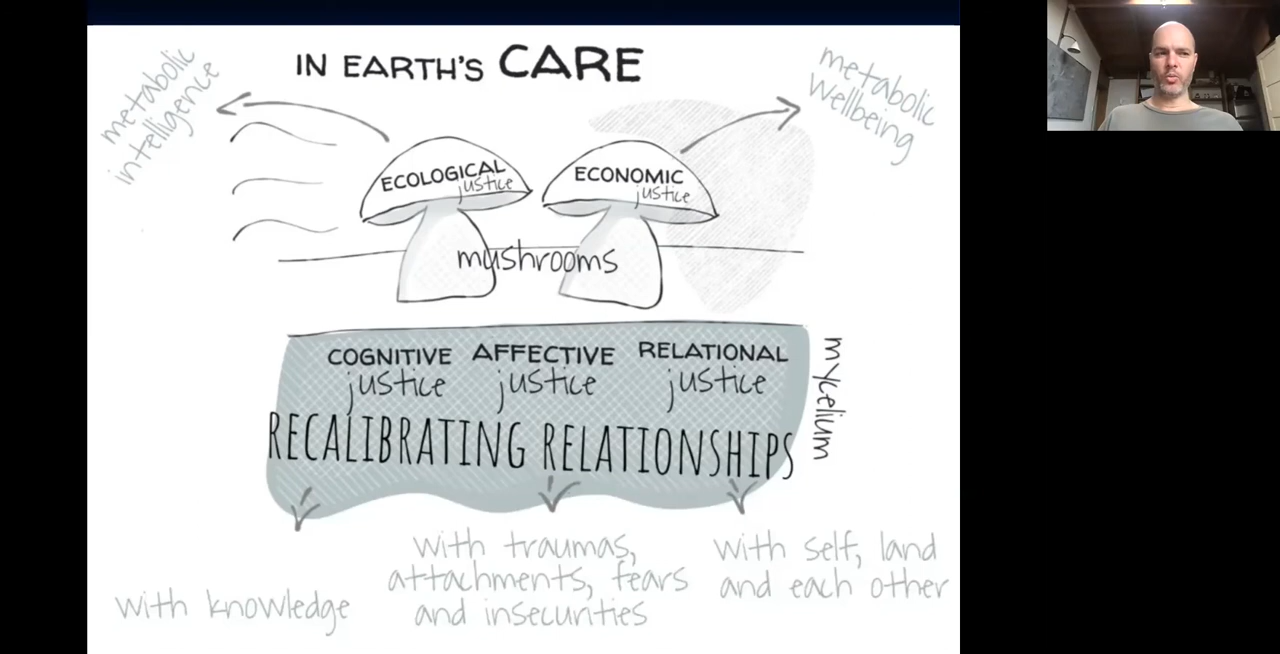 IN EARTH'S CARE
metabolic
intelligence
metabolic
wellbeing
ECOLOGICAL
justice
ECONOMIC
justice
mushrooms
COGNITIVE
justice
AFFECTIVE
justice
RELATIONAL
justice
RECALIBRATING RELATIONSHIPS
mycelium
with knowledge
with traumas,
attachments, fears
and insecurities
with self, land
and each other